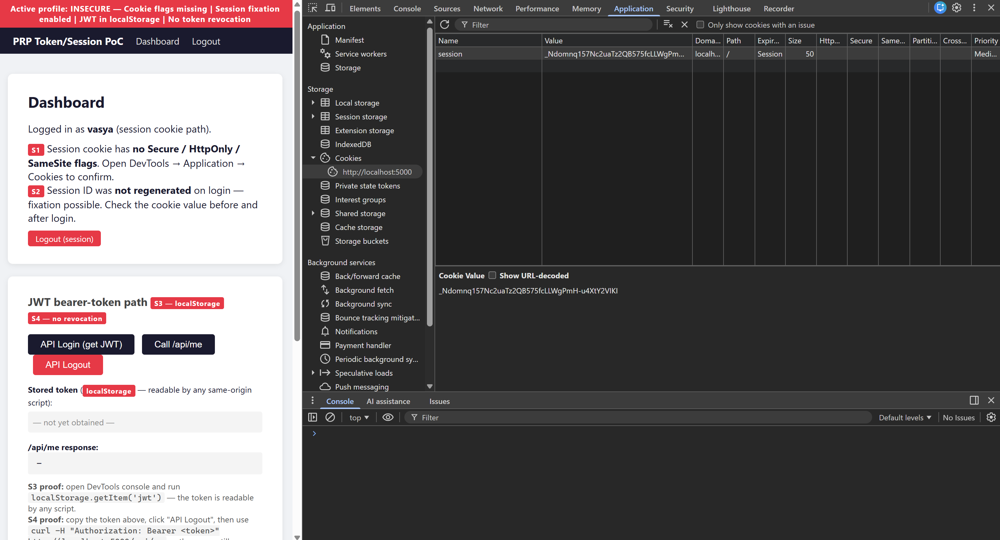 Active profile: INSECURE — Cookie flags missing | Session fixation
enabled | JWT in localStorage | No token revocation
PRP Token/Session PoC Dashboard Logout
Dashboard
Logged in as vasya (session cookie path).
S1 Session cookie has no Secure / HttpOnly /
SameSite flags. Open DevTools → Application →
Cookies to confirm.
S2 Session ID was not regenerated on login —
fixation possible. Check the cookie value before and
after login.
Logout (session)
JWT bearer-token path S3 — localStorage
S4 — no revocation
API Login (get JWT) Call /api/me
API Logout
Stored token (localStorage — readable by any same-origin
script):
— not yet obtained —
/api/me response:
—
S3 proof: open DevTools console and run
localStorage.getItem('jwt') — the token is readable
by any script.
S4 proof: copy the token above, click "API Logout", then use
curl -H "Authorization: Bearer <token>"
Elements Console Sources Network Performance Memory Application Security Lighthouse Recorder
Application
Manifest
Service workers
Storage
Storage
Local storage
Session storage
Extension storage
IndexedDB
Cookies
http://localhost:5000
Private state tokens
Interest groups
Shared storage
Cache storage
Storage buckets
Background services
Back/forward cache
Background fetch
Background sync
Bounce tracking mitigat...
Notifications
Payment handler
Periodic background sy...
Speculative loads
Push messaging
Filter Only show cookies with an issue
Name Value Doma... Path Expir... Size Http... Secure Same... Partiti... Cross... Priority
session _Ndomnq157Nc2uaTz2QB575fcLLWgPm... localh... / Session 50 Medi...
Cookie Value Show URL-decoded
_Ndomnq157Nc2uaTz2QB575fcLLWgPmH-u4XtY2VlKI
Console AI assistance Issues
top Filter Default levels No Issues